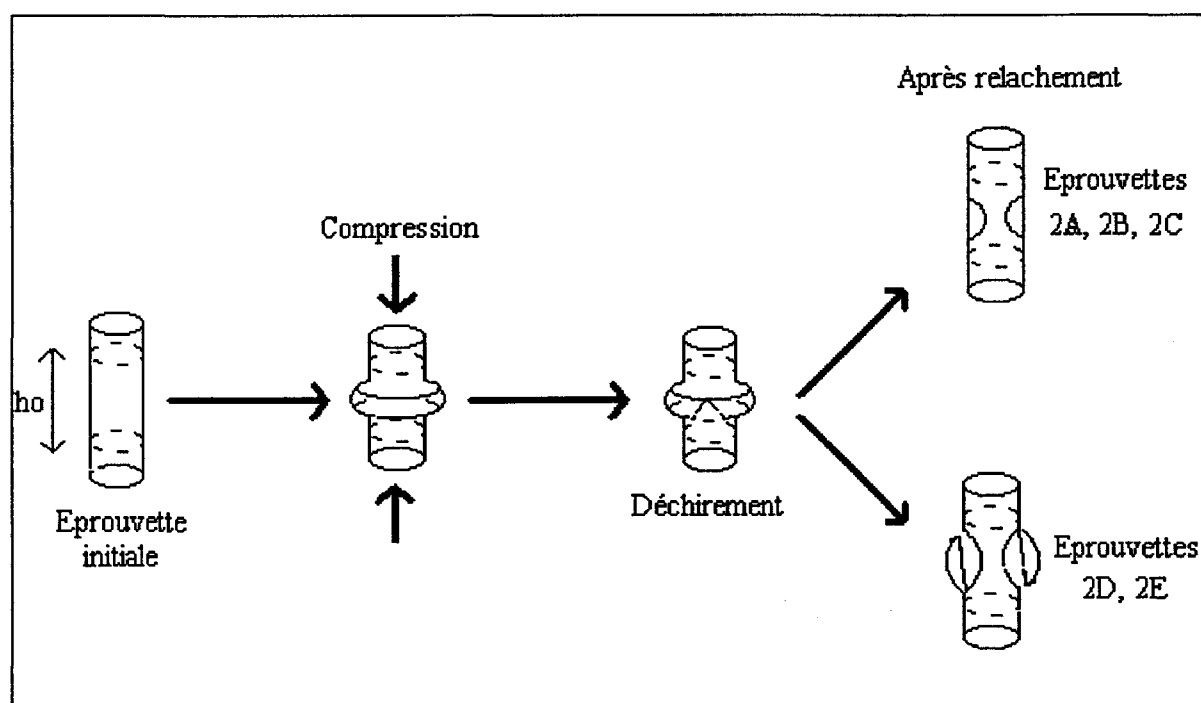 Après relachement
Eprouvettes
2A, 2B, 2C
Compression
ho
Eprouvette
initiale
Déchirement
Eprouvettes
2D, 2E